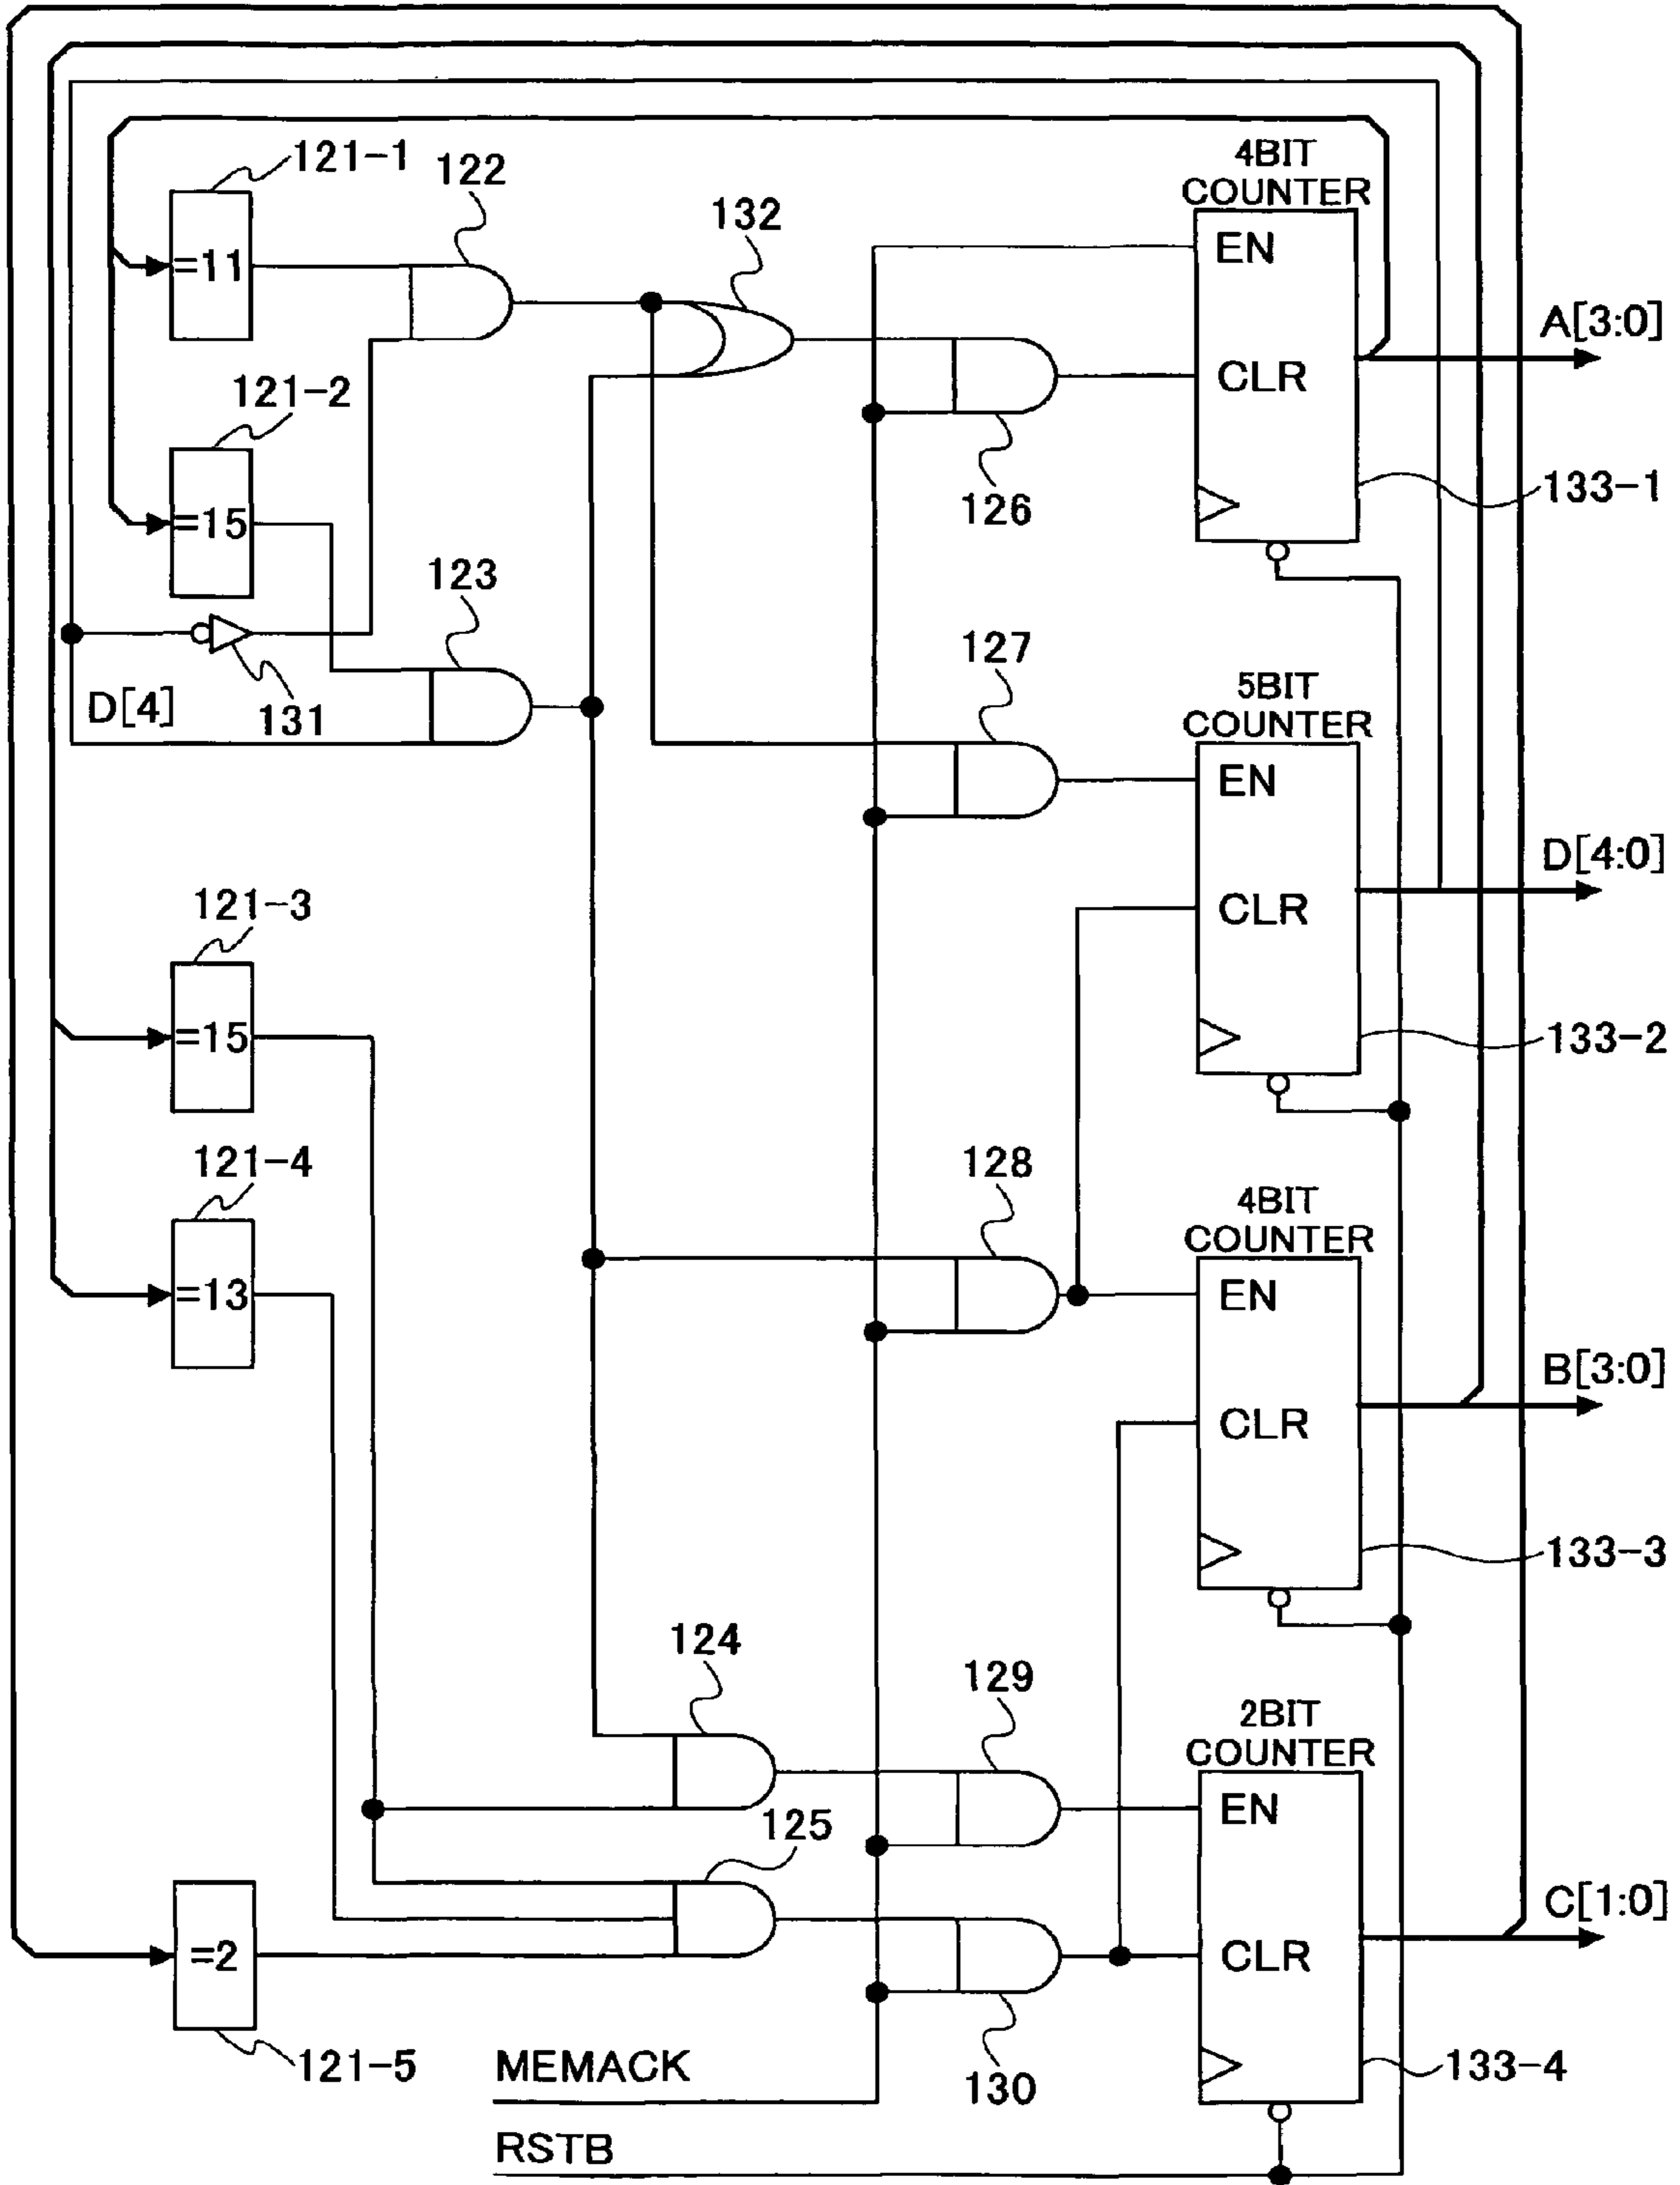 121-1
122
132
4BIT
COUNTER
EN
=11
A[3:0]
CLR
121-2
126
133-1
=15
123
127
D[4]
131
5BIT
COUNTER
EN
D[4:0]
121-3
CLR
=15
133-2
128
121-4
4BIT
COUNTER
=13
EN
B[3:0]
CLR
133-3
124
129
2BIT
COUNTER
EN
125
C[1:0]
=2
CLR
121-5
MEMACK
130
133-4
RSTB